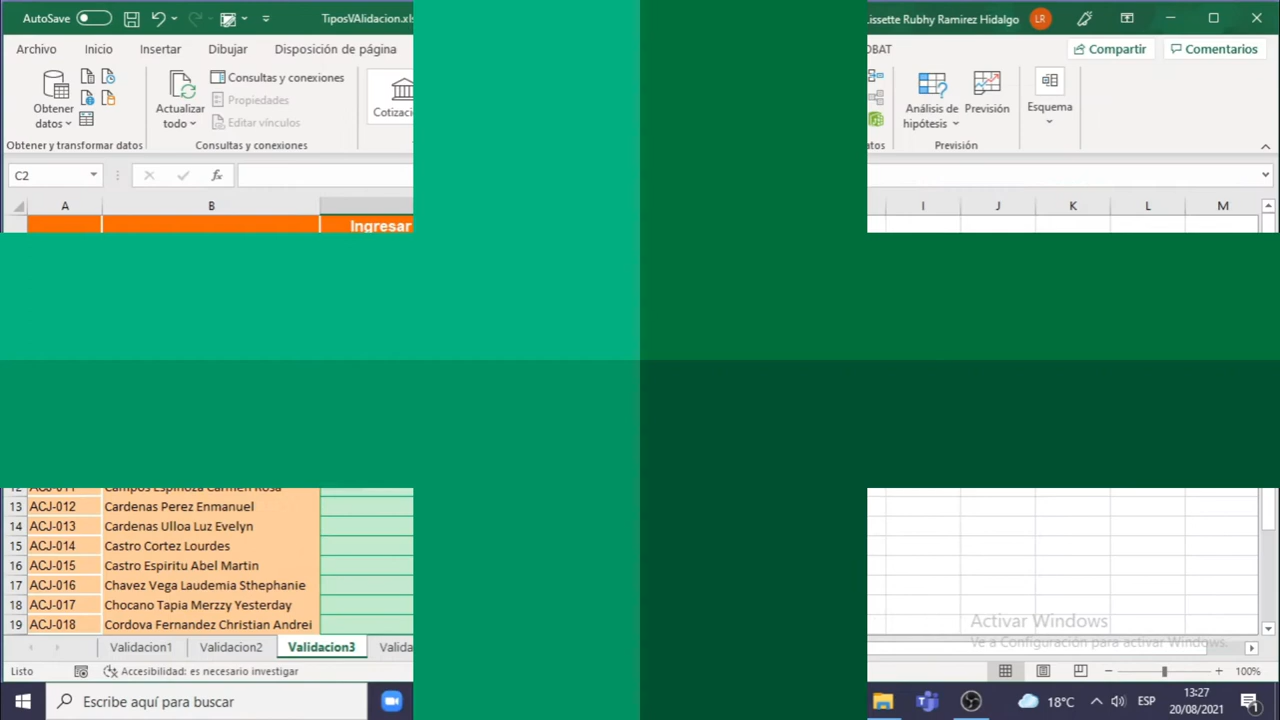 AutoSave TiposVAlidacion.xls issette Rubhy Ramirez Hidalgo LR
Archivo Inicio Insertar Dibujar Disposición de página OBAT Compartir Comentarios
Obtener datos
Actualizar todo
Consultas y conexiones
Propiedades
Editar vínculos
Cotizació
Análisis de hipótesis
Previsión
Esquema
Obtener y transformar datos Consultas y conexiones atos Previsión
C2 fx
A B I J K L M
Ingresar
13 ACJ-012 Cardenas Perez Enmanuel
14 ACJ-013 Cardenas Ulloa Luz Evelyn
15 ACJ-014 Castro Cortez Lourdes
16 ACJ-015 Castro Espiritu Abel Martin
17 ACJ-016 Chavez Vega Laudemia Sthephanie
18 ACJ-017 Chocano Tapia Merzzy Yesterday
19 ACJ-018 Cordova Fernandez Christian Andrei
Activar Windows
Ve a Configuración para activar Windows.
Validacion1 Validacion2 Validacion3 Valida
Listo Accesibilidad: es necesario investigar 100%
Escribe aquí para buscar 18°C ESP 13:27
20/08/2021 1